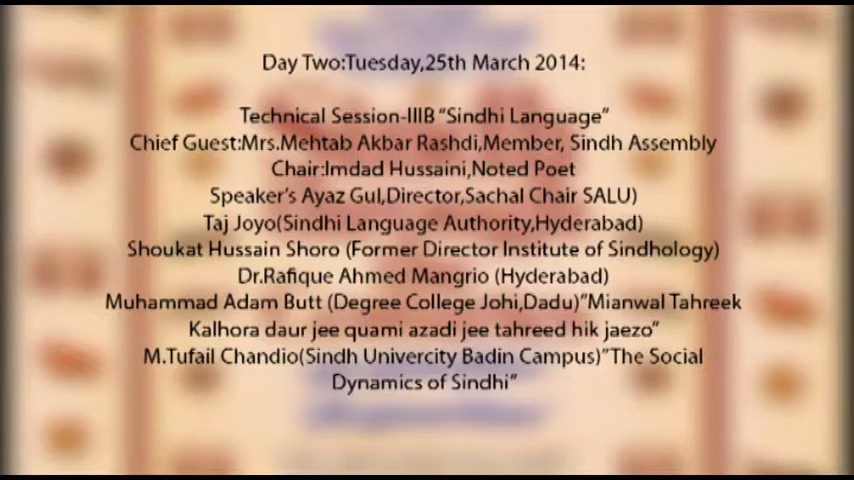 Day Two:Tuesday,25th March 2014:
Technical Session-IIIB "Sindhi Language"
Chief Guest:Mrs.Mehtab Akbar Rashdi,Member, Sindh Assembly
Chair:Imdad Hussaini,Noted Poet
Speaker's Ayaz Gul,Director,Sachal Chair SALU)
Taj Joyo(Sindhi Language Authority,Hyderabad)
Shoukat Hussain Shoro (Former Director Institute of Sindhology)
Dr.Rafique Ahmed Mangrio (Hyderabad)
Muhammad Adam Butt (Degree College Johi,Dadu)"Mianwal Tahreek
Kalhora daur jee quami azadi jee tahreed hik jaezo"
M.Tufail Chandio(Sindh Univercity Badin Campus)"The Social
Dynamics of Sindhi"